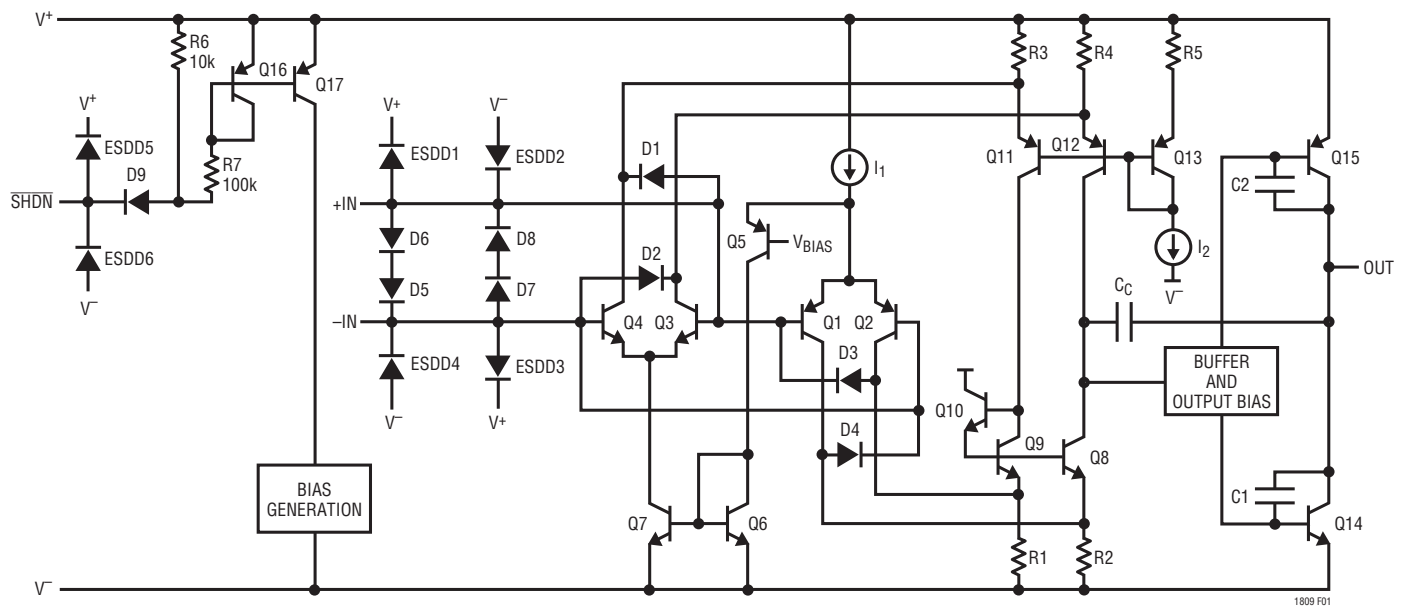 V+
R6
10k
Q16
Q17
R3
R4
R5
V+
ESDD5
D9
R7
100k
SHDN
ESDD6
V−
V+
V−
ESDD1
ESDD2
D1
I1
Q11
Q12
Q13
Q15
C2
+IN
D6
D8
D2
Q5
VBIAS
I2
V−
OUT
D5
D7
CC
−IN
Q4
Q3
Q1
Q2
ESDD4
ESDD3
D3
BUFFER
AND
OUTPUT BIAS
V−
V+
Q10
D4
Q9
Q8
BIAS
GENERATION
Q7
Q6
C1
Q14
R1
R2
V−
1809 F01